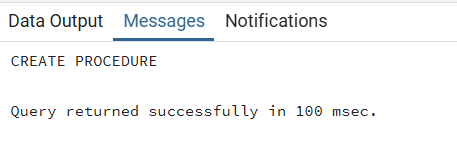 Data Output Messages Notifications
CREATE PROCEDURE
Query returned successfully in 100 msec.